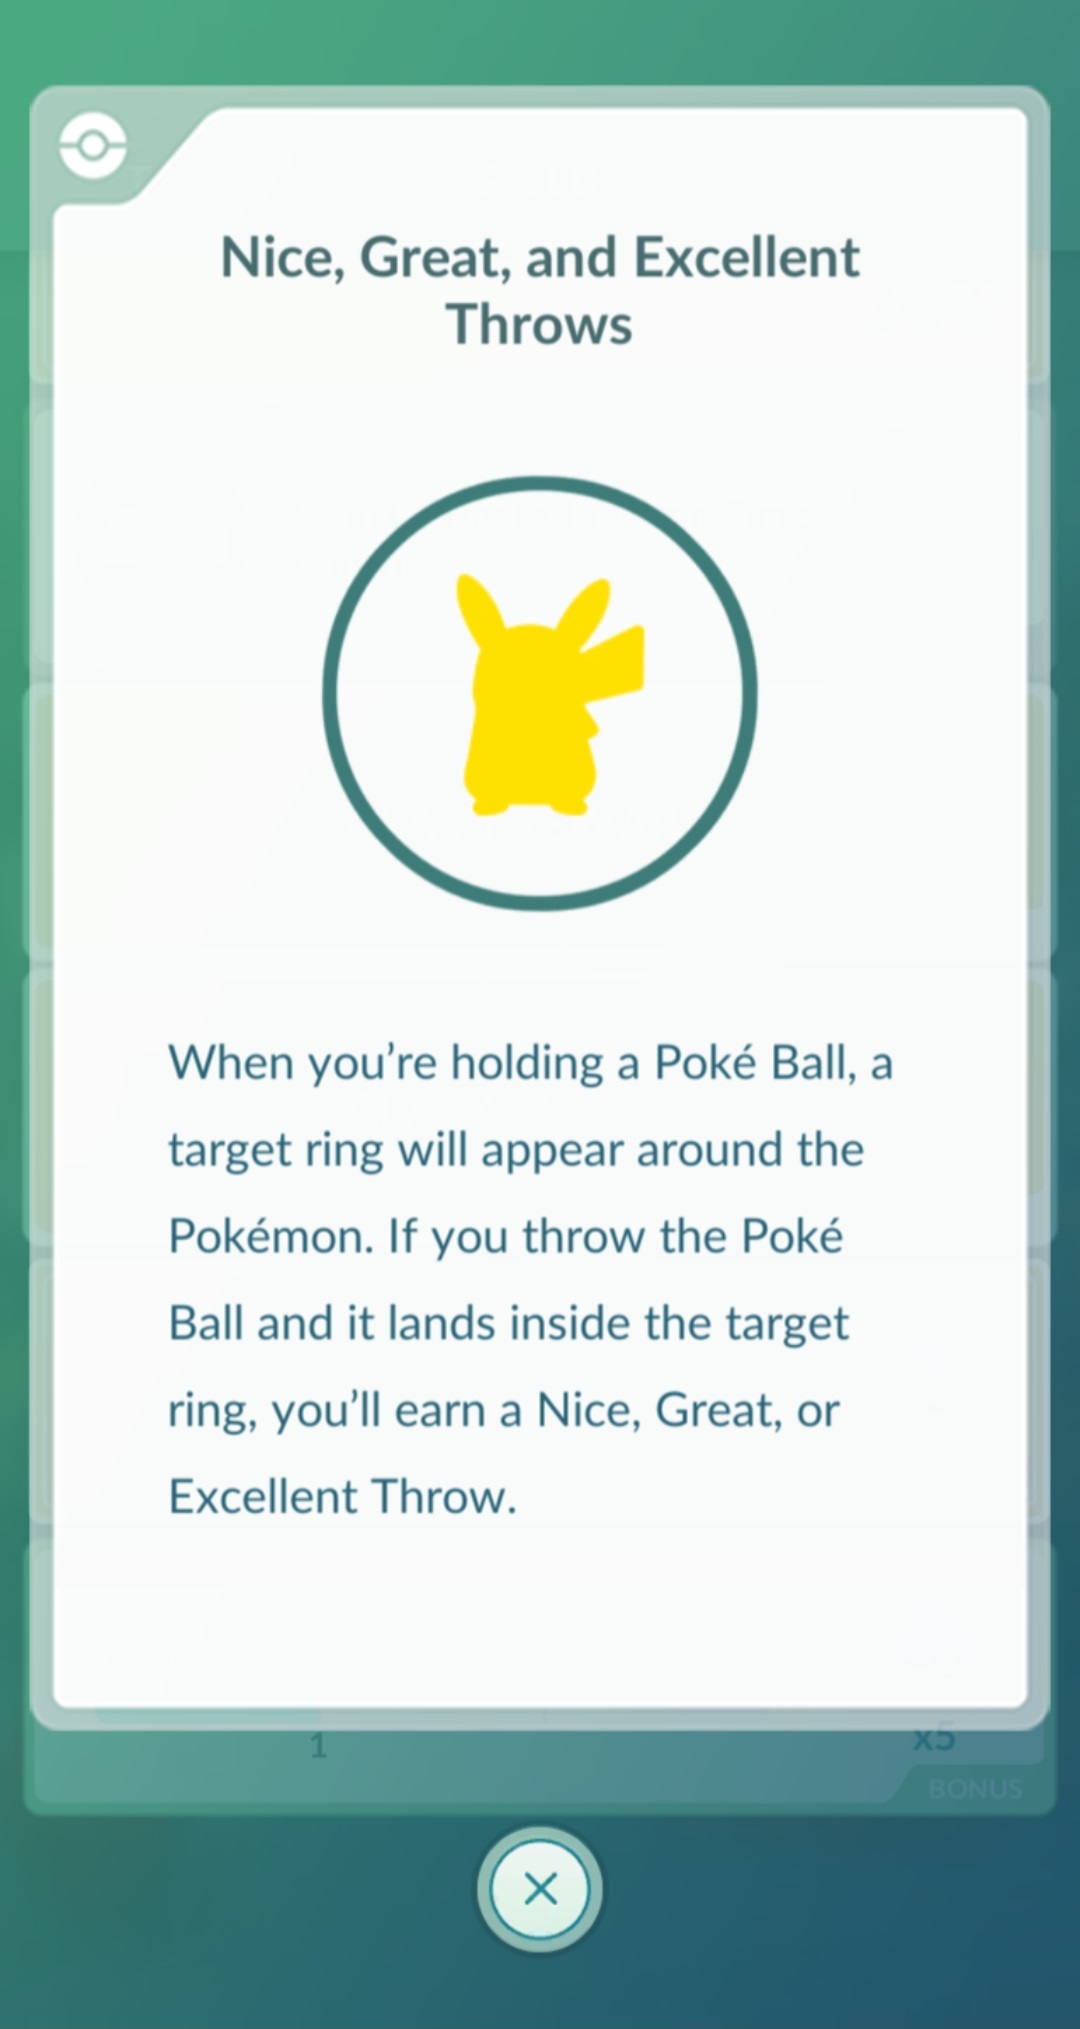 Nice, Great, and Excellent
Throws
When you’re holding a Poké Ball, a
target ring will appear around the
Pokémon. If you throw the Poké
Ball and it lands inside the target
ring, you’ll earn a Nice, Great, or
Excellent Throw.
1
x5
BONUS